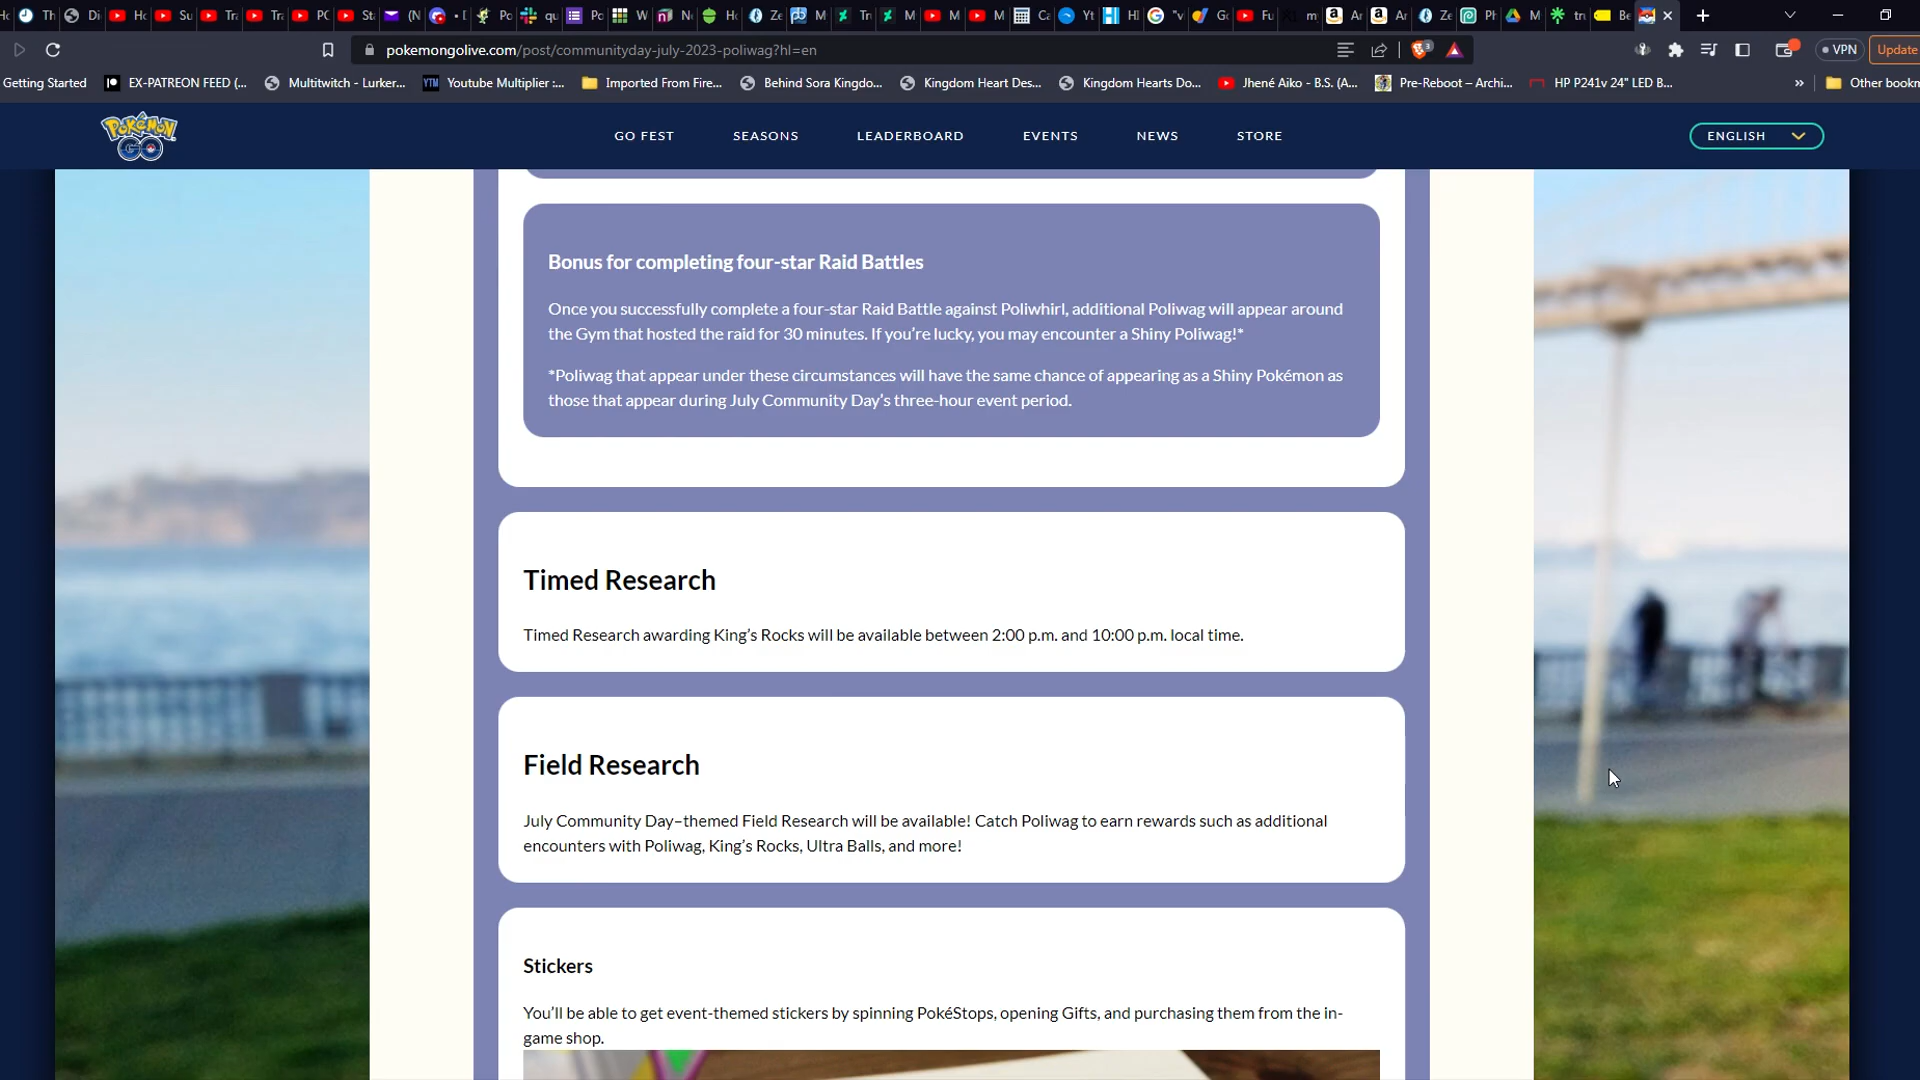 pokemongolive.com/post/communityday-july-2023-poliwag?hl=en
VPN
Update
Getting Started
EX-PATREON FEED (...
Multitwitch - Lurker...
Youtube Multiplier :...
Imported From Fire...
Behind Sora Kingdo...
Kingdom Heart Des...
Kingdom Hearts Do...
Jhené Aiko - B.S. (A...
Pre-Reboot – Archi...
HP P241v 24" LED B...
»
Other bookn
POKÉMON GO
GO FEST
SEASONS
LEADERBOARD
EVENTS
NEWS
STORE
ENGLISH
Bonus for completing four-star Raid Battles
Once you successfully complete a four-star Raid Battle against Poliwhirl, additional Poliwag will appear around
the Gym that hosted the raid for 30 minutes. If you’re lucky, you may encounter a Shiny Poliwag!*
*Poliwag that appear under these circumstances will have the same chance of appearing as a Shiny Pokémon as
those that appear during July Community Day’s three-hour event period.
Timed Research
Timed Research awarding King’s Rocks will be available between 2:00 p.m. and 10:00 p.m. local time.
Field Research
July Community Day–themed Field Research will be available! Catch Poliwag to earn rewards such as additional
encounters with Poliwag, King’s Rocks, Ultra Balls, and more!
Stickers
You’ll be able to get event-themed stickers by spinning PokéStops, opening Gifts, and purchasing them from the in-
game shop.